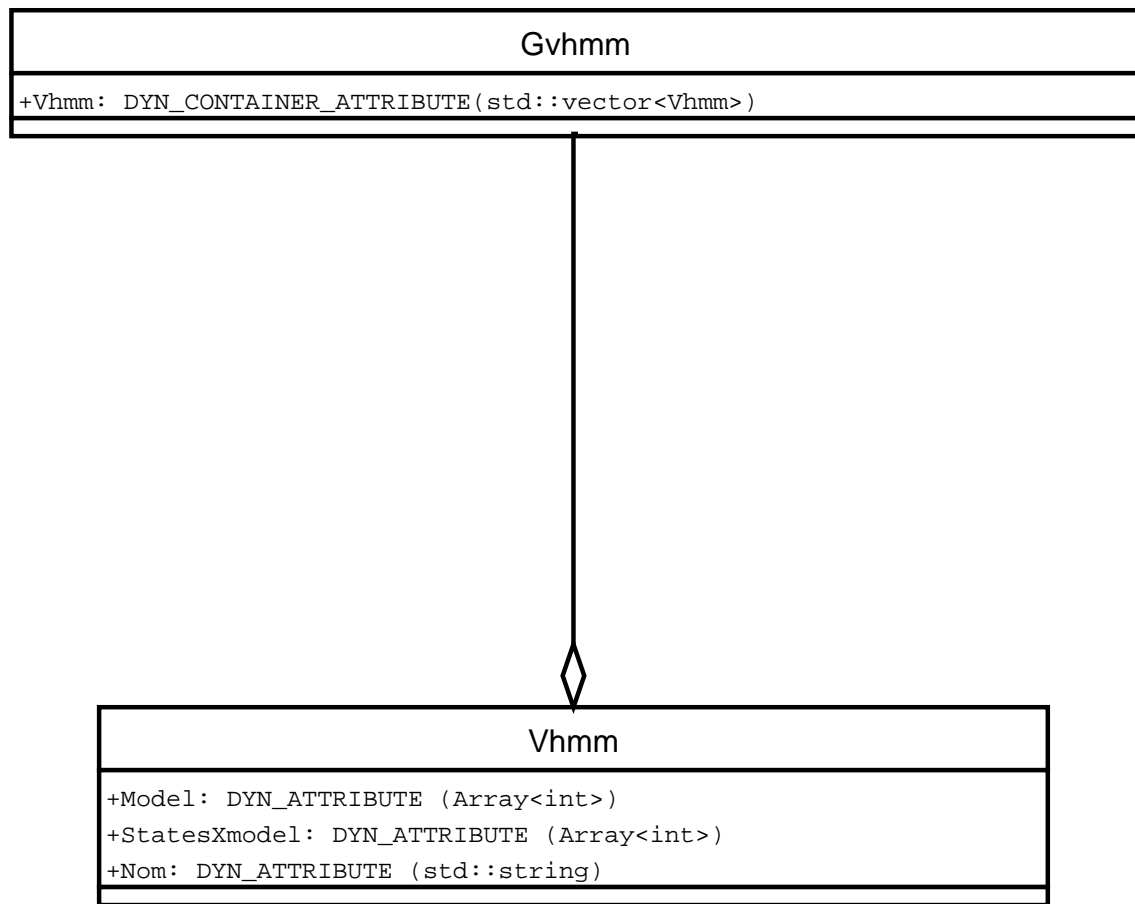 Gvhmm
+Vhmm: DYN_CONTAINER_ATTRIBUTE(std::vector<Vhmm>)
Vhmm
+Model: DYN_ATTRIBUTE (Array<int>)
+StatesXmodel: DYN_ATTRIBUTE (Array<int>)
+Nom: DYN_ATTRIBUTE (std::string)